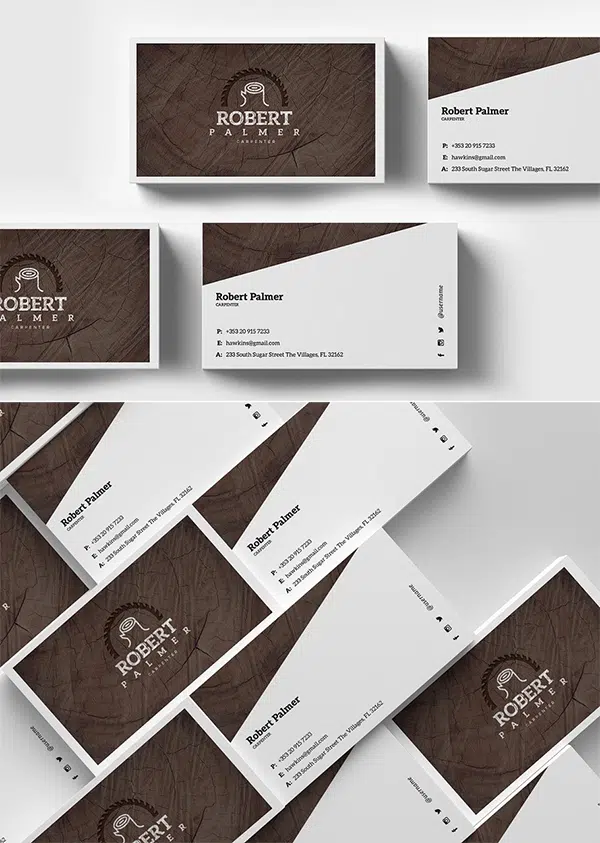 ROBERT
PALMER
CARPENTER
Robert Palmer
CARPENTER
P: +353 20 915 7233
E: hawkins@gmail.com
A: 233 South Sugar Street The Villages, FL 32162
ROBERT
ALMER
CARPENTER
Robert Palmer
CARPENTER
P: +353 20 915 7233
E: hawkins@gmail.com
A: 233 South Sugar Street The Villages, FL 32162
@username
Robert Palmer
CARPENTER
P: +353 20 915 7233
E: hawkins@gmail.com
A: 233 South Sugar Street The Villages, FL 32162
Robert Palmer
CARPENTER
P: +353 20 915 7233
E: hawkins@gmail.com
A: 233 South Sugar Street The Villages, FL 32162
@username
ROBERT
PALMER
CARPENTER
Robert Palmer
CARPENTER
P: +353 20 915 7233
E: hawkins@gmail.com
A: 233 South Sugar Street The Villages, FL 32162
@username
ROBERT
PALMER
CARPENTER
@username
ROBERT
@username